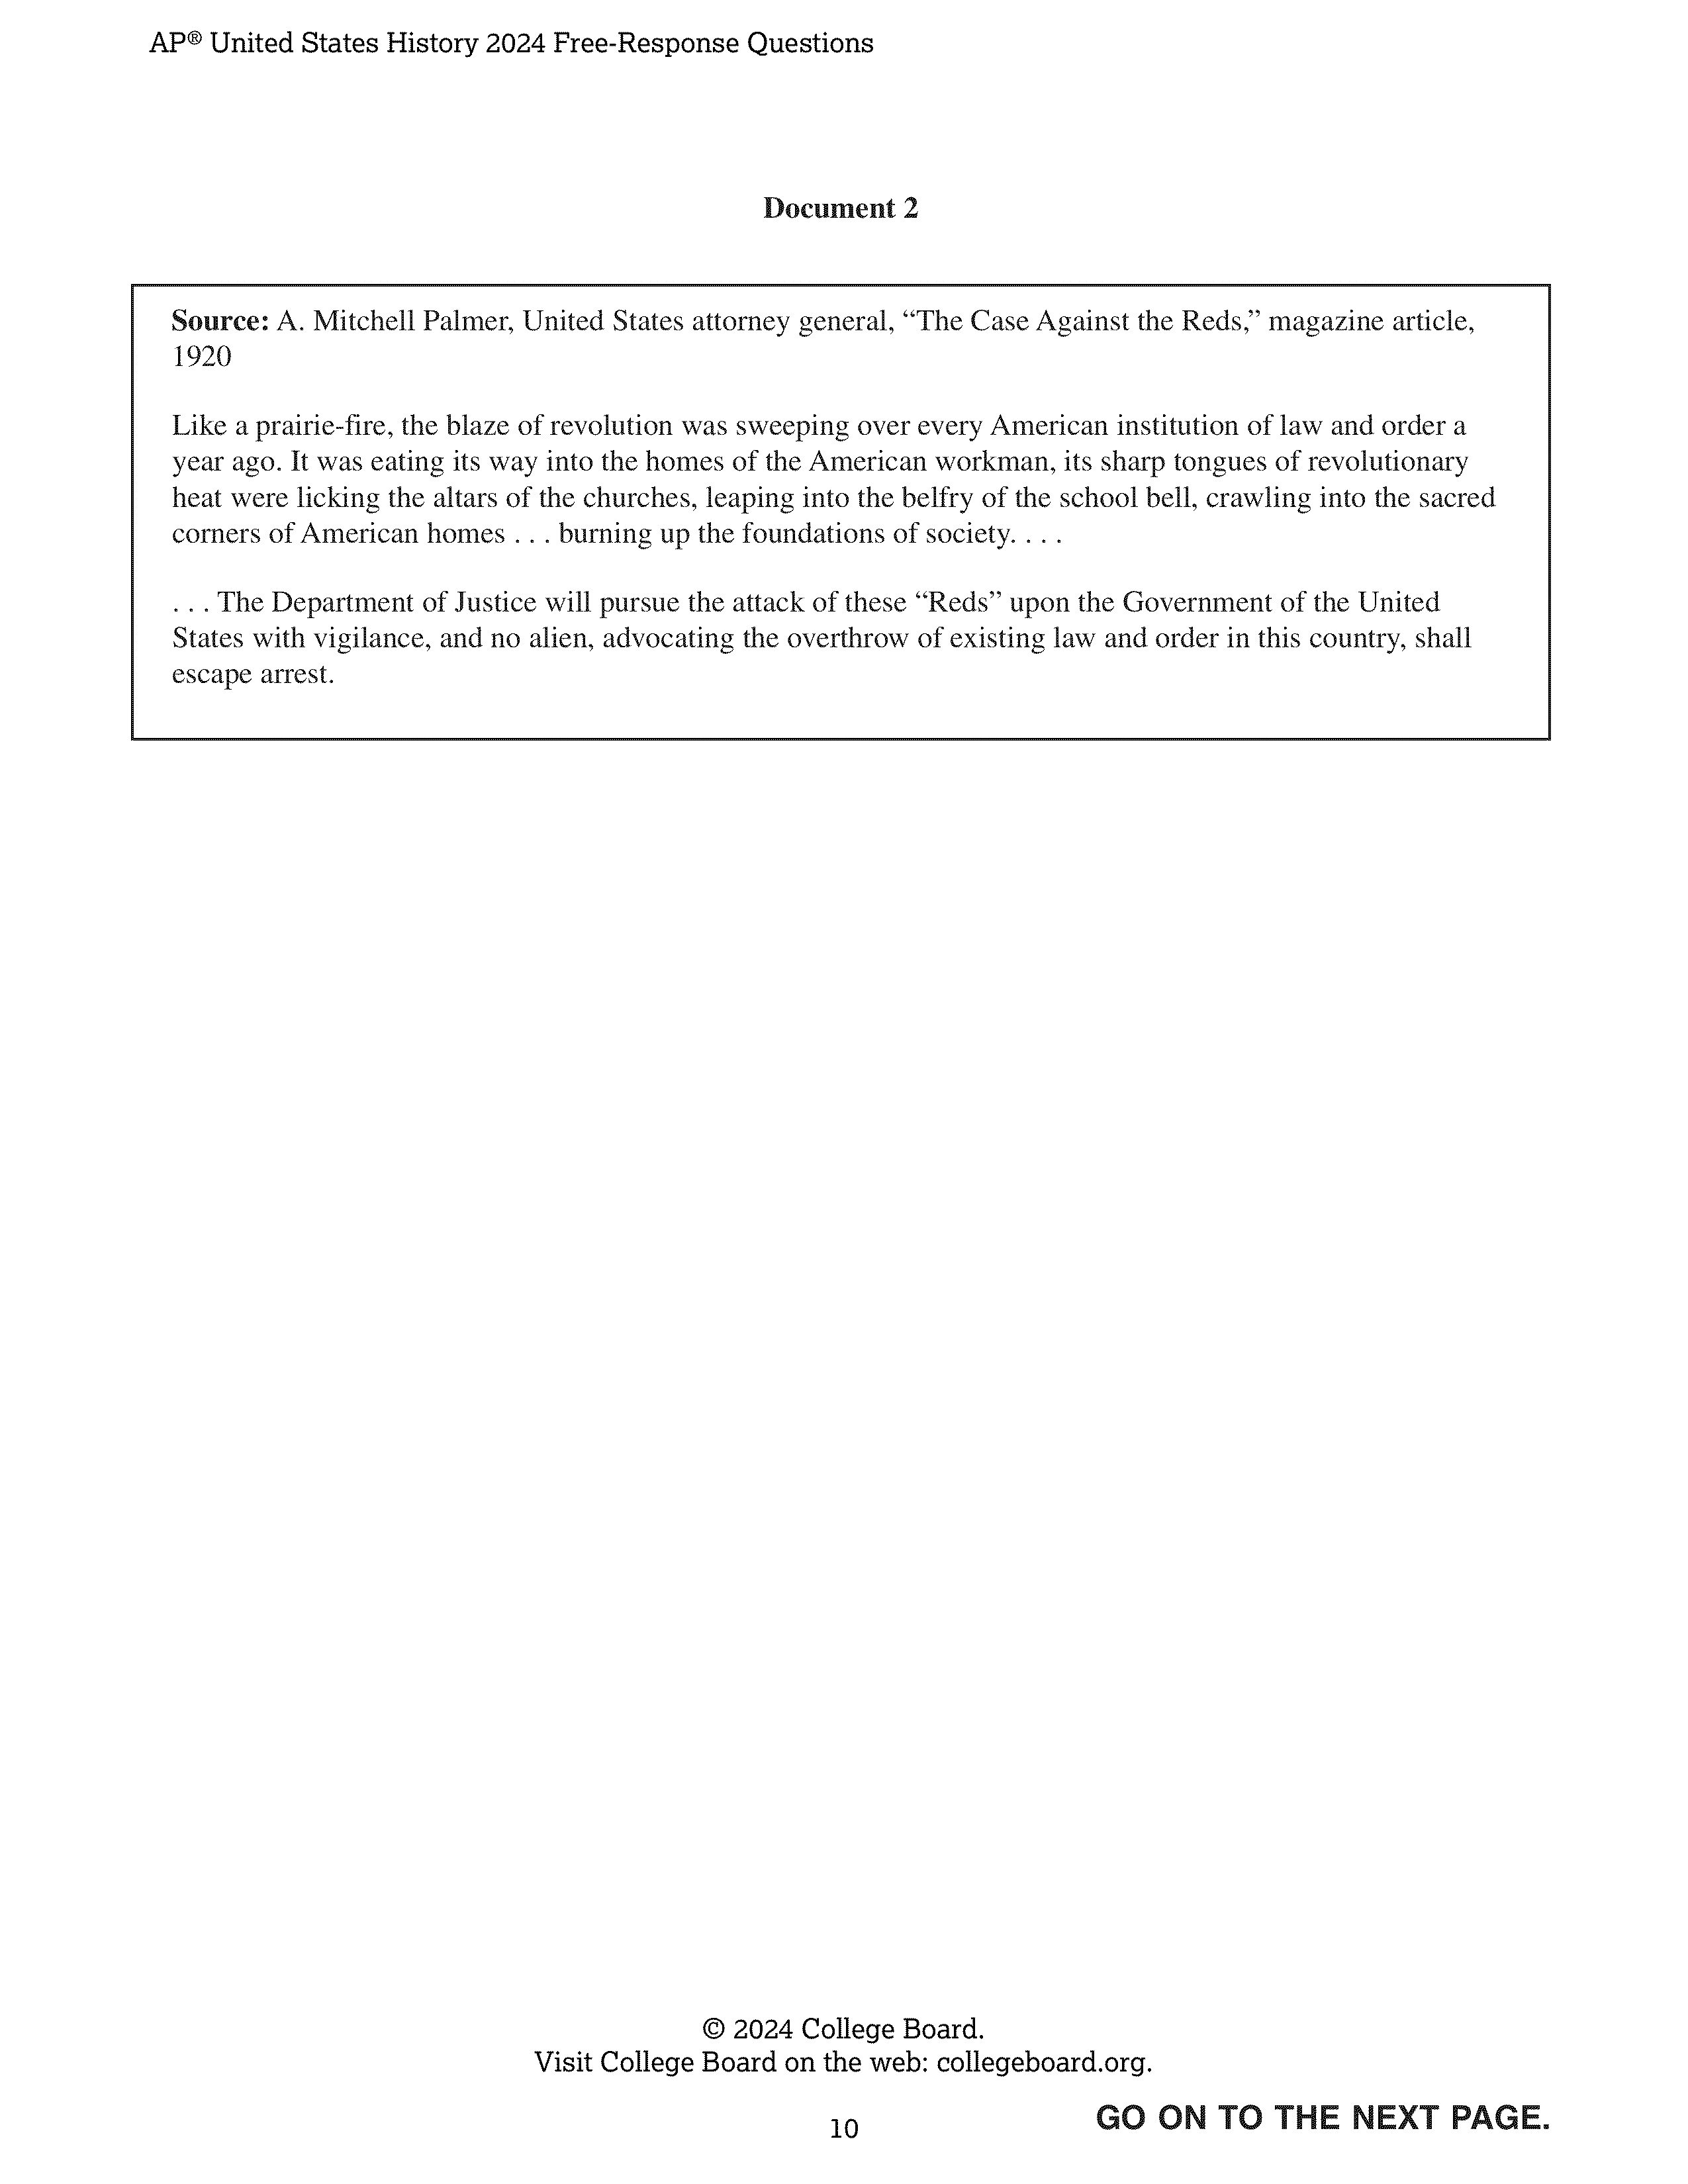 AP® United States History 2024 Free-Response Questions
Document 2
Source: A. Mitchell Palmer, United States attorney general, “The Case Against the Reds,” magazine article,
1920
Like a prairie-fire, the blaze of revolution was sweeping over every American institution of law and order a
year ago. It was eating its way into the homes of the American workman, its sharp tongues of revolutionary
heat were licking the altars of the churches, leaping into the belfry of the school bell, crawling into the sacred
corners of American homes . . . burning up the foundations of society. . . .
. . . The Department of Justice will pursue the attack of these “Reds” upon the Government of the United
States with vigilance, and no alien, advocating the overthrow of existing law and order in this country, shall
escape arrest.
© 2024 College Board.
Visit College Board on the web: collegeboard.org.
10
GO ON TO THE NEXT PAGE.